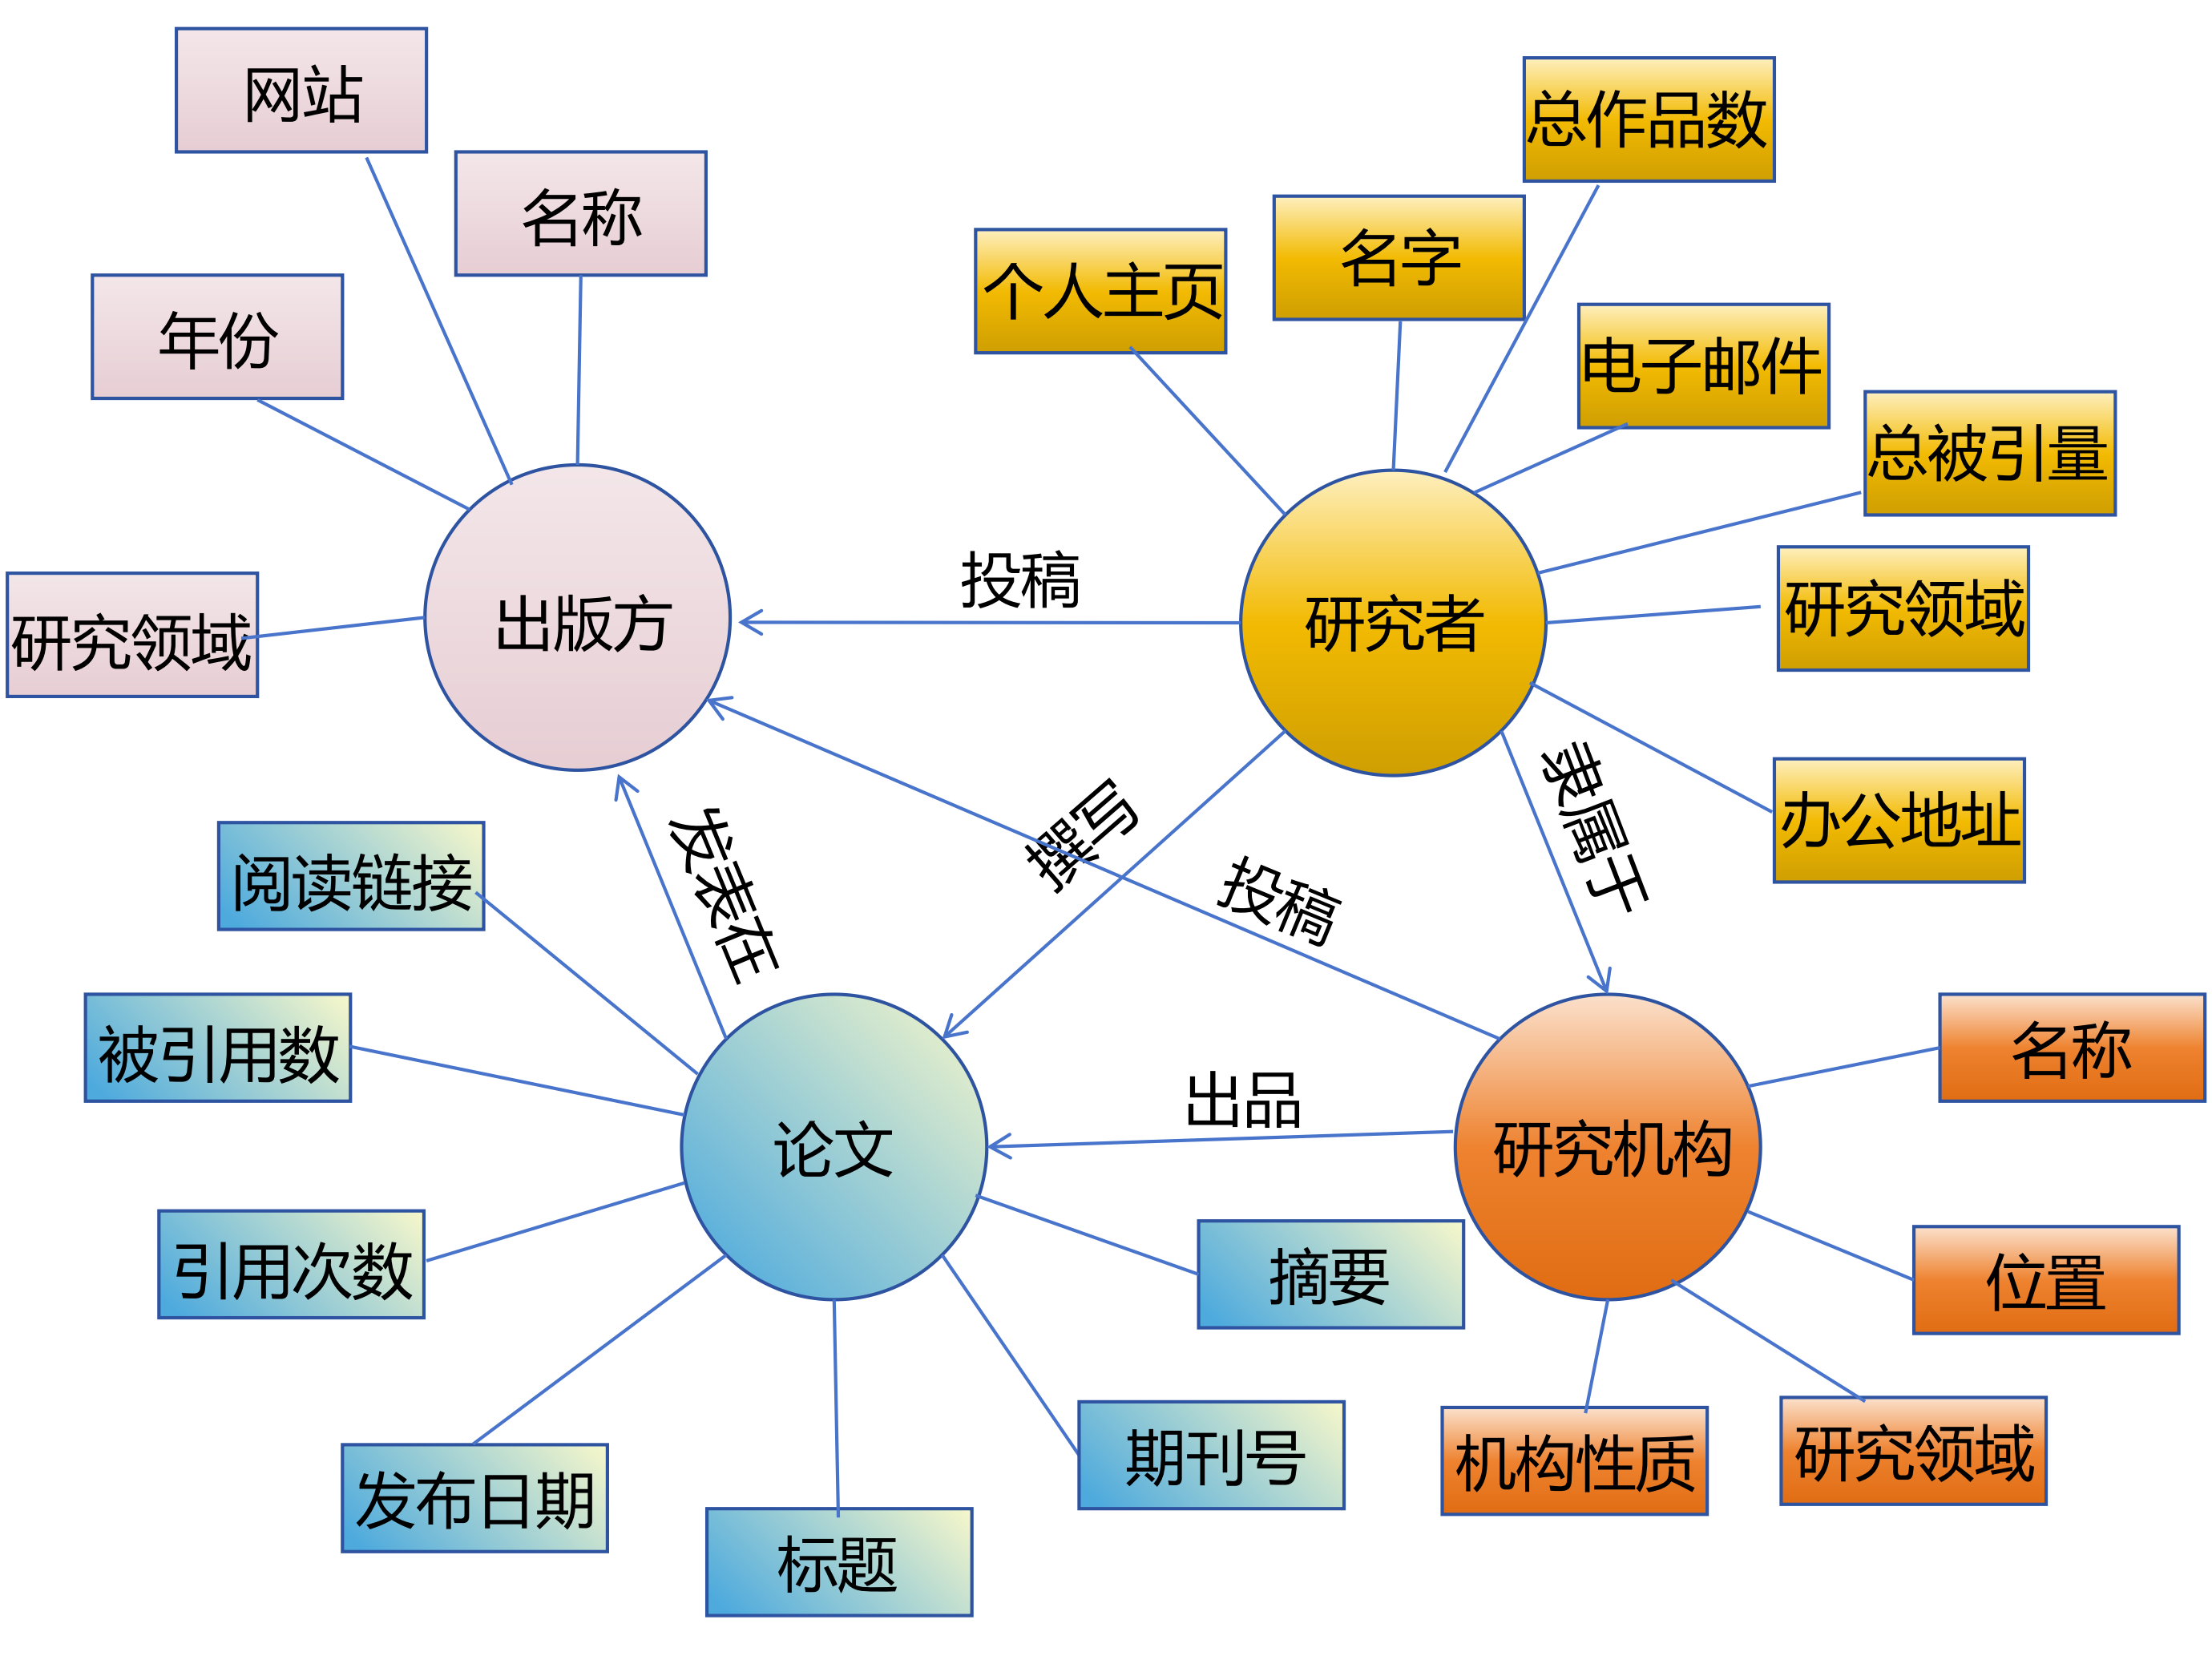 网站
总作品数
名称
名字
个人主页
年份
电子邮件
总被引量
投稿
研究领域
研究领域
出版方
研究者
隶属于
撰写
办公地址
发表在
阅读链接
投稿
被引用数
名称
出品
论文
研究机构
引用次数
摘要
位置
期刊号
机构性质
研究领域
发布日期
标题